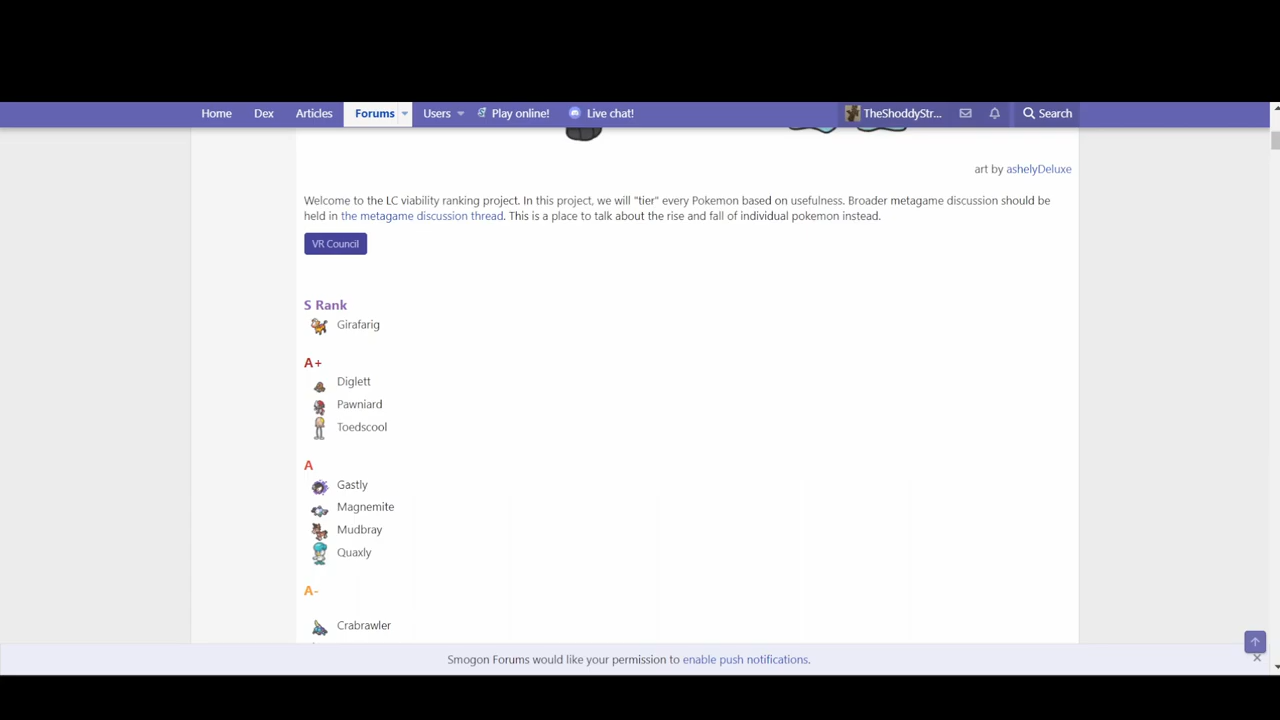 Home Dex Articles Forums Users Play online! Live chat! TheShoddyStr... Search
art by ashelyDeluxe
Welcome to the LC viability ranking project. In this project, we will "tier" every Pokemon based on usefulness. Broader metagame discussion should be
held in the metagame discussion thread. This is a place to talk about the rise and fall of individual pokemon instead.
VR Council
S Rank
Girafarig
A+
Diglett
Pawniard
Toedscool
A
Gastly
Magnemite
Mudbray
Quaxly
A-
Crabrawler
Smogon Forums would like your permission to enable push notifications.